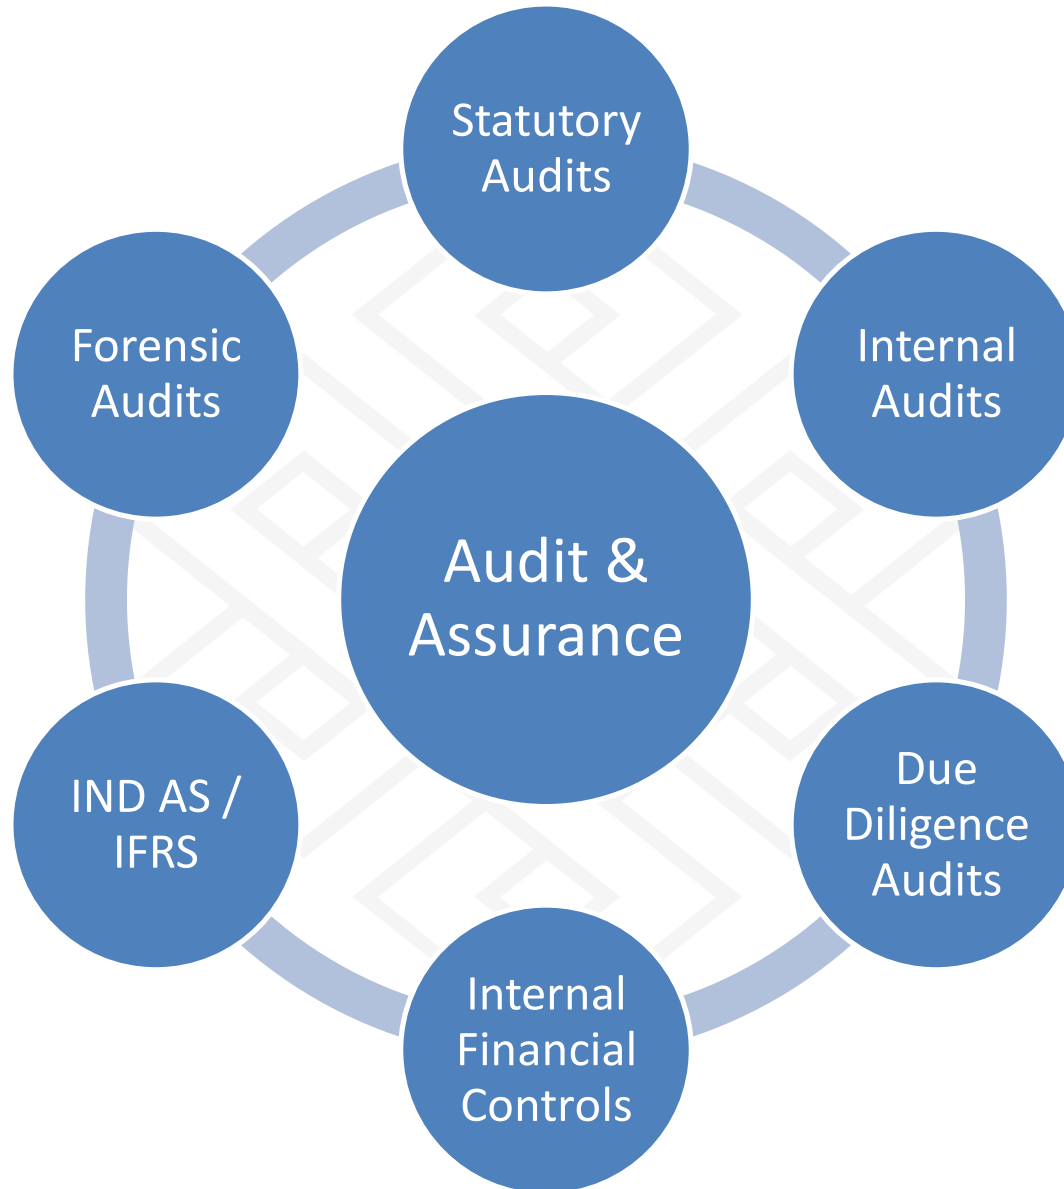 Statutory
Audits
Internal
Audits
Due
Diligence
Audits
Internal
Financial
Controls
IND AS /
IFRS
Forensic
Audits
Audit &
Assurance